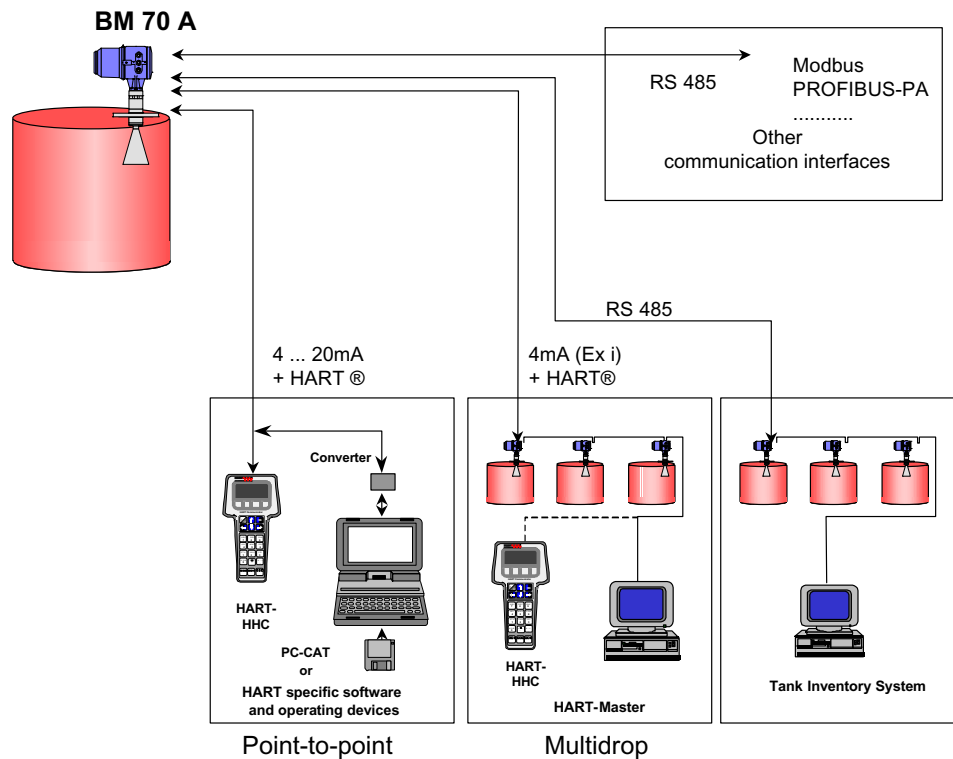 BM 70 A
RS 485
Modbus
PROFIBUS-PA
...........
Other
communication interfaces
RS 485
4 ... 20mA
+ HART ®
4mA (Ex i)
+ HART®
Converter
HART-
HHC
PC-CAT
or
HART specific software
and operating devices
HART-
HHC
HART-Master
Tank Inventory System
Point-to-point
Multidrop